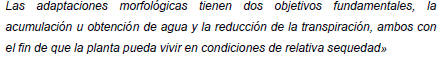 Las adaptaciones morfológicas tienen dos objetivos fundamentales, la
acumulación u obtención de agua y la reducción de la transpiración, ambos con
el fin de que la planta pueda vivir en condiciones de relativa sequedad»